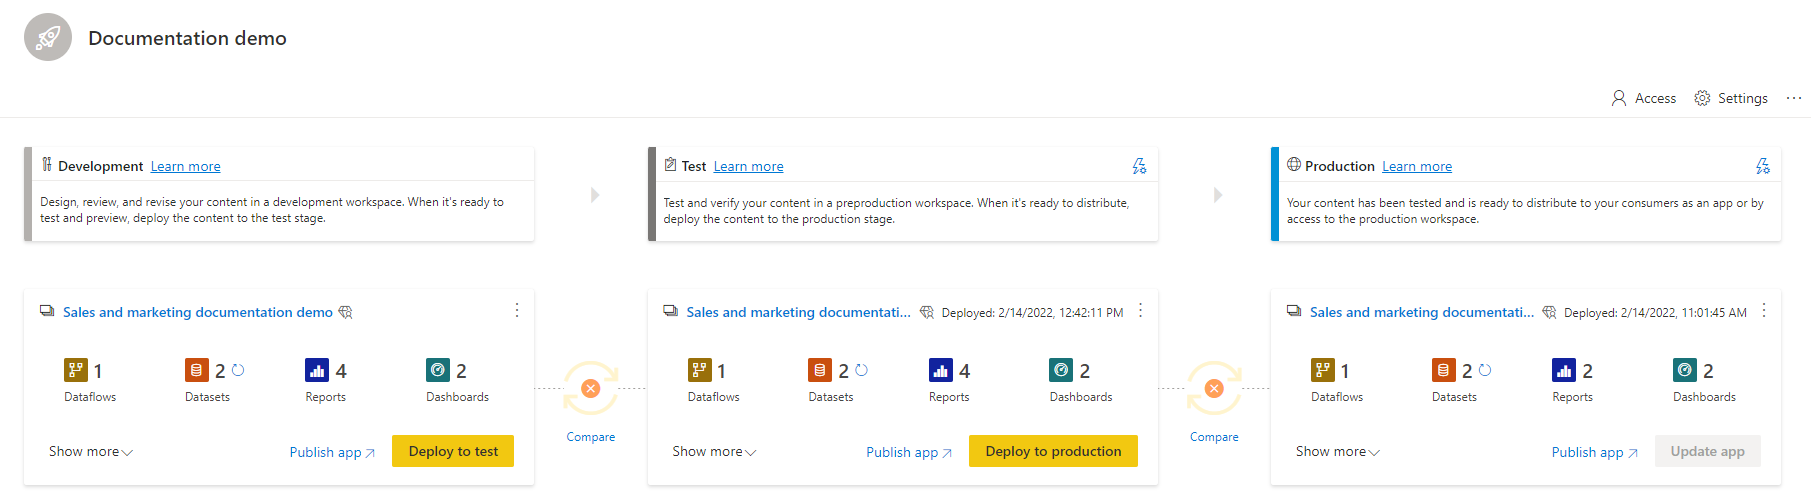 Documentation demo
Access Settings
Development Learn more
Design, review, and revise your content in a development workspace. When it's ready to
test and preview, deploy the content to the test stage.
Test Learn more
Test and verify your content in a preproduction workspace. When it's ready to distribute,
deploy the content to the production stage.
Production Learn more
Your content has been tested and is ready to distribute to your consumers as an app or by
access to the production workspace.
Sales and marketing documentation demo
1 2 4 2
Dataflows Datasets Reports Dashboards
Show more Publish app Deploy to test
Compare
Sales and marketing documentati... Deployed: 2/14/2022, 12:42:11 PM
1 2 4 2
Dataflows Datasets Reports Dashboards
Show more Publish app Deploy to production
Compare
Sales and marketing documentati... Deployed: 2/14/2022, 11:01:45 AM
1 2 2 2
Dataflows Datasets Reports Dashboards
Show more Publish app Update app